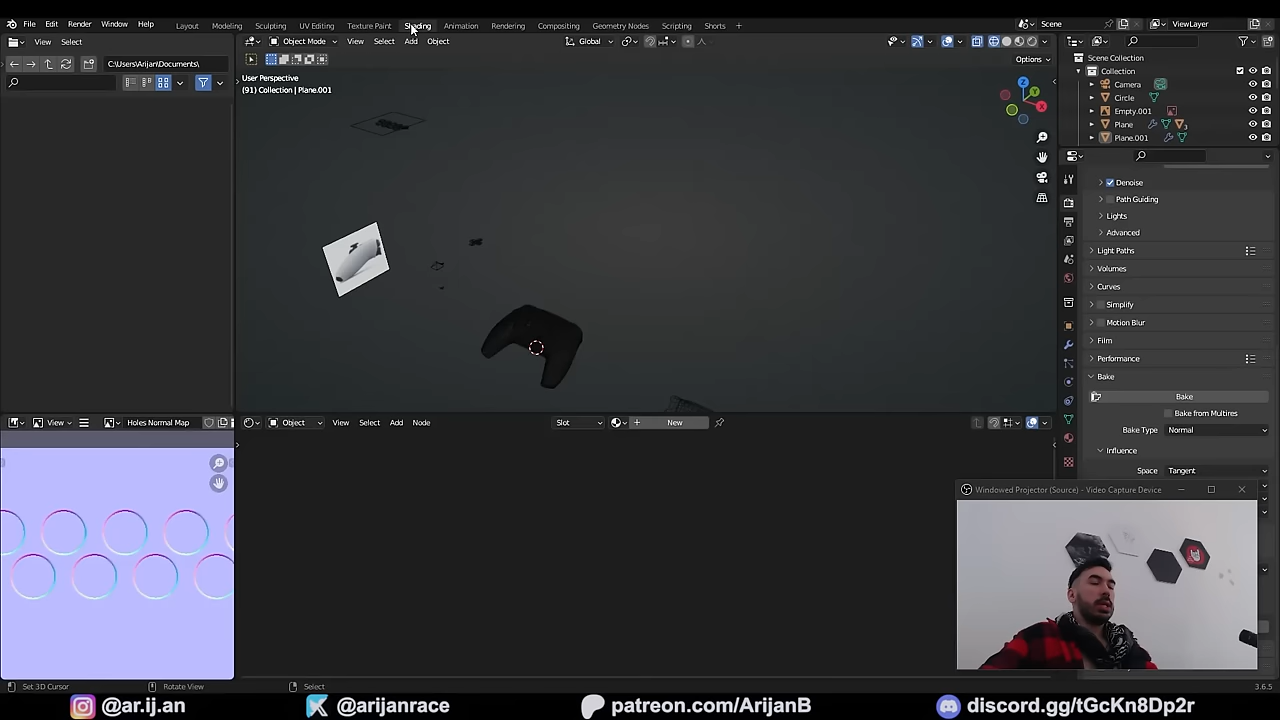 File Edit Render Window Help Layout Modeling Sculpting UV Editing Texture Paint Shading Animation Rendering Compositing Geometry Nodes Scripting Shorts + Scene ViewLayer
View Select C:\Users\Arijan\Documents\
Object Mode View Select Add Object Global
Options
User Perspective
(91) Collection | Plane.001
Z
Y
X
Scene Collection
Collection
Camera
Circle
Empty.001
Plane
Plane.001
Denoise
Path Guiding
Lights
Advanced
Light Paths
Volumes
Curves
Simplify
Motion Blur
Film
Performance
Bake
Bake
Bake from Multires
Bake Type Normal
Influence
Space Tangent
View Holes Normal Map
Object View Select Add Node Slot New
Windowed Projector (Source) - Video Capture Device
Set 3D Cursor Rotate View Select 3.6.5
@ar.ij.an @arijanrace patreon.com/ArijanB discord.gg/tGcKn8Dp2r